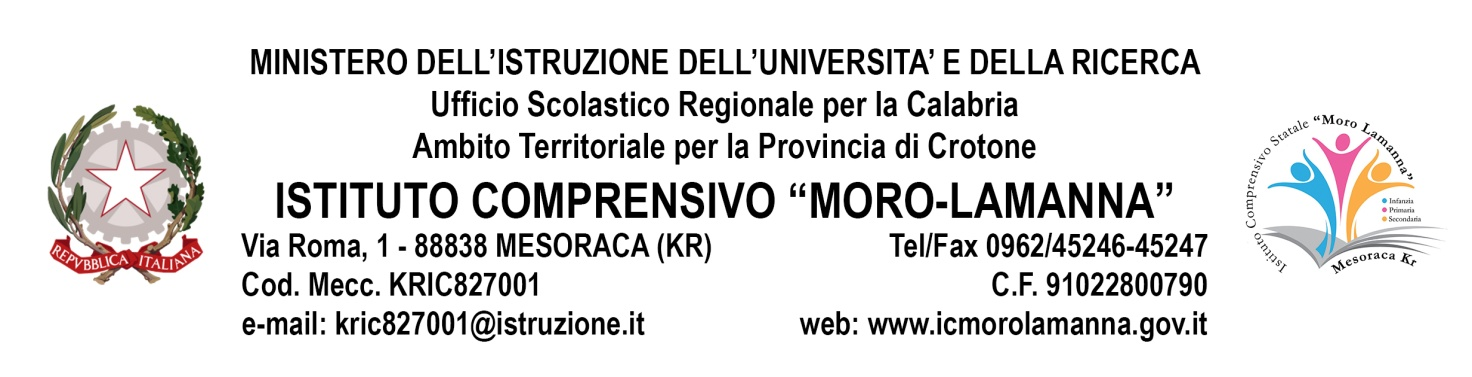 MINISTERO DELL’ISTRUZIONE DELL’UNIVERSITA’ E DELLA RICERCA
Ufficio Scolastico Regionale per la Calabria
Ambito Territoriale per la Provincia di Crotone
ISTITUTO COMPRENSIVO “MORO-LAMANNA”
Via Roma, 1 - 88838 MESORACA (KR)
Tel/Fax 0962/45246-45247
Cod. Mecc. KRIC827001
C.F. 91022800790
e-mail: kric827001@istruzione.it
web: www.icmorolamanna.gov.it
REPVBBLICA ITALIANA
Istituto Comprensivo Statale “Moro Lamanna”
Infanzia
Primaria
Secondaria
Mesoraca Kr